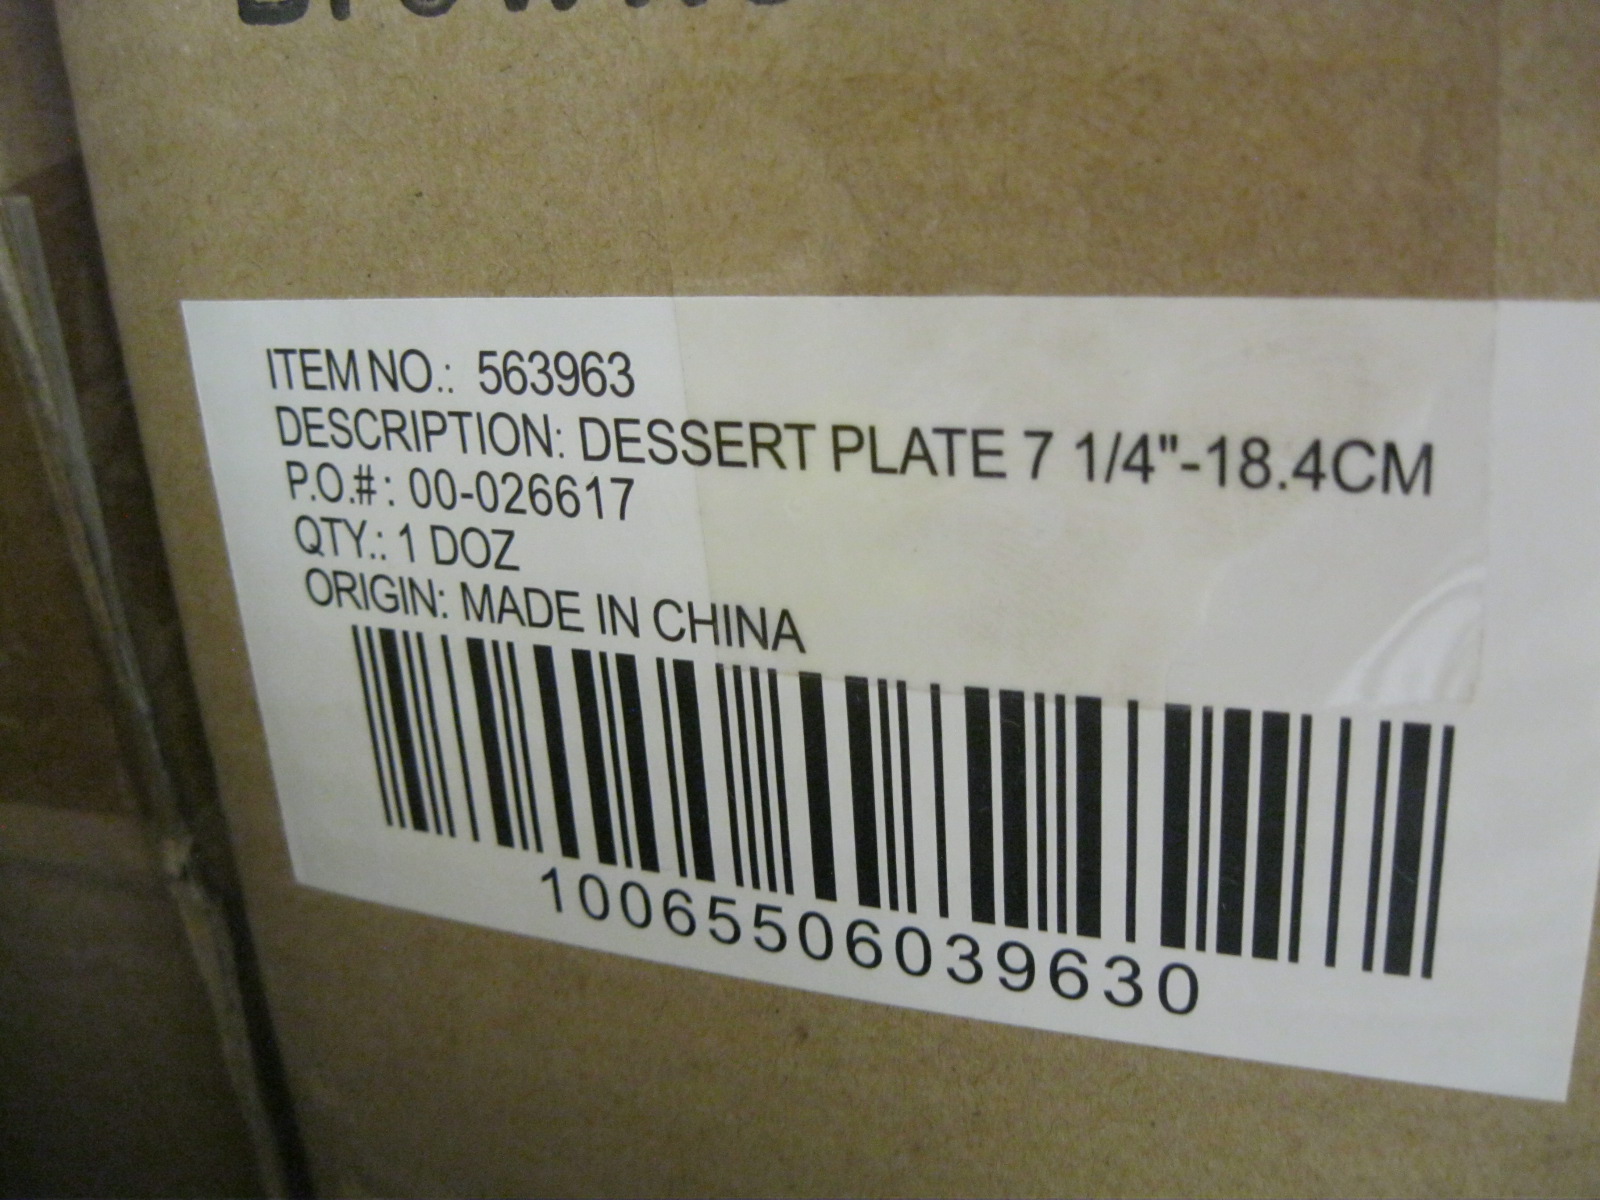 ITEM NO.: 563963
DESCRIPTION: DESSERT PLATE 7 1/4"-18.4CM
P.O.#: 00-026617
QTY.: 1 DOZ
ORIGIN: MADE IN CHINA
10065506039630